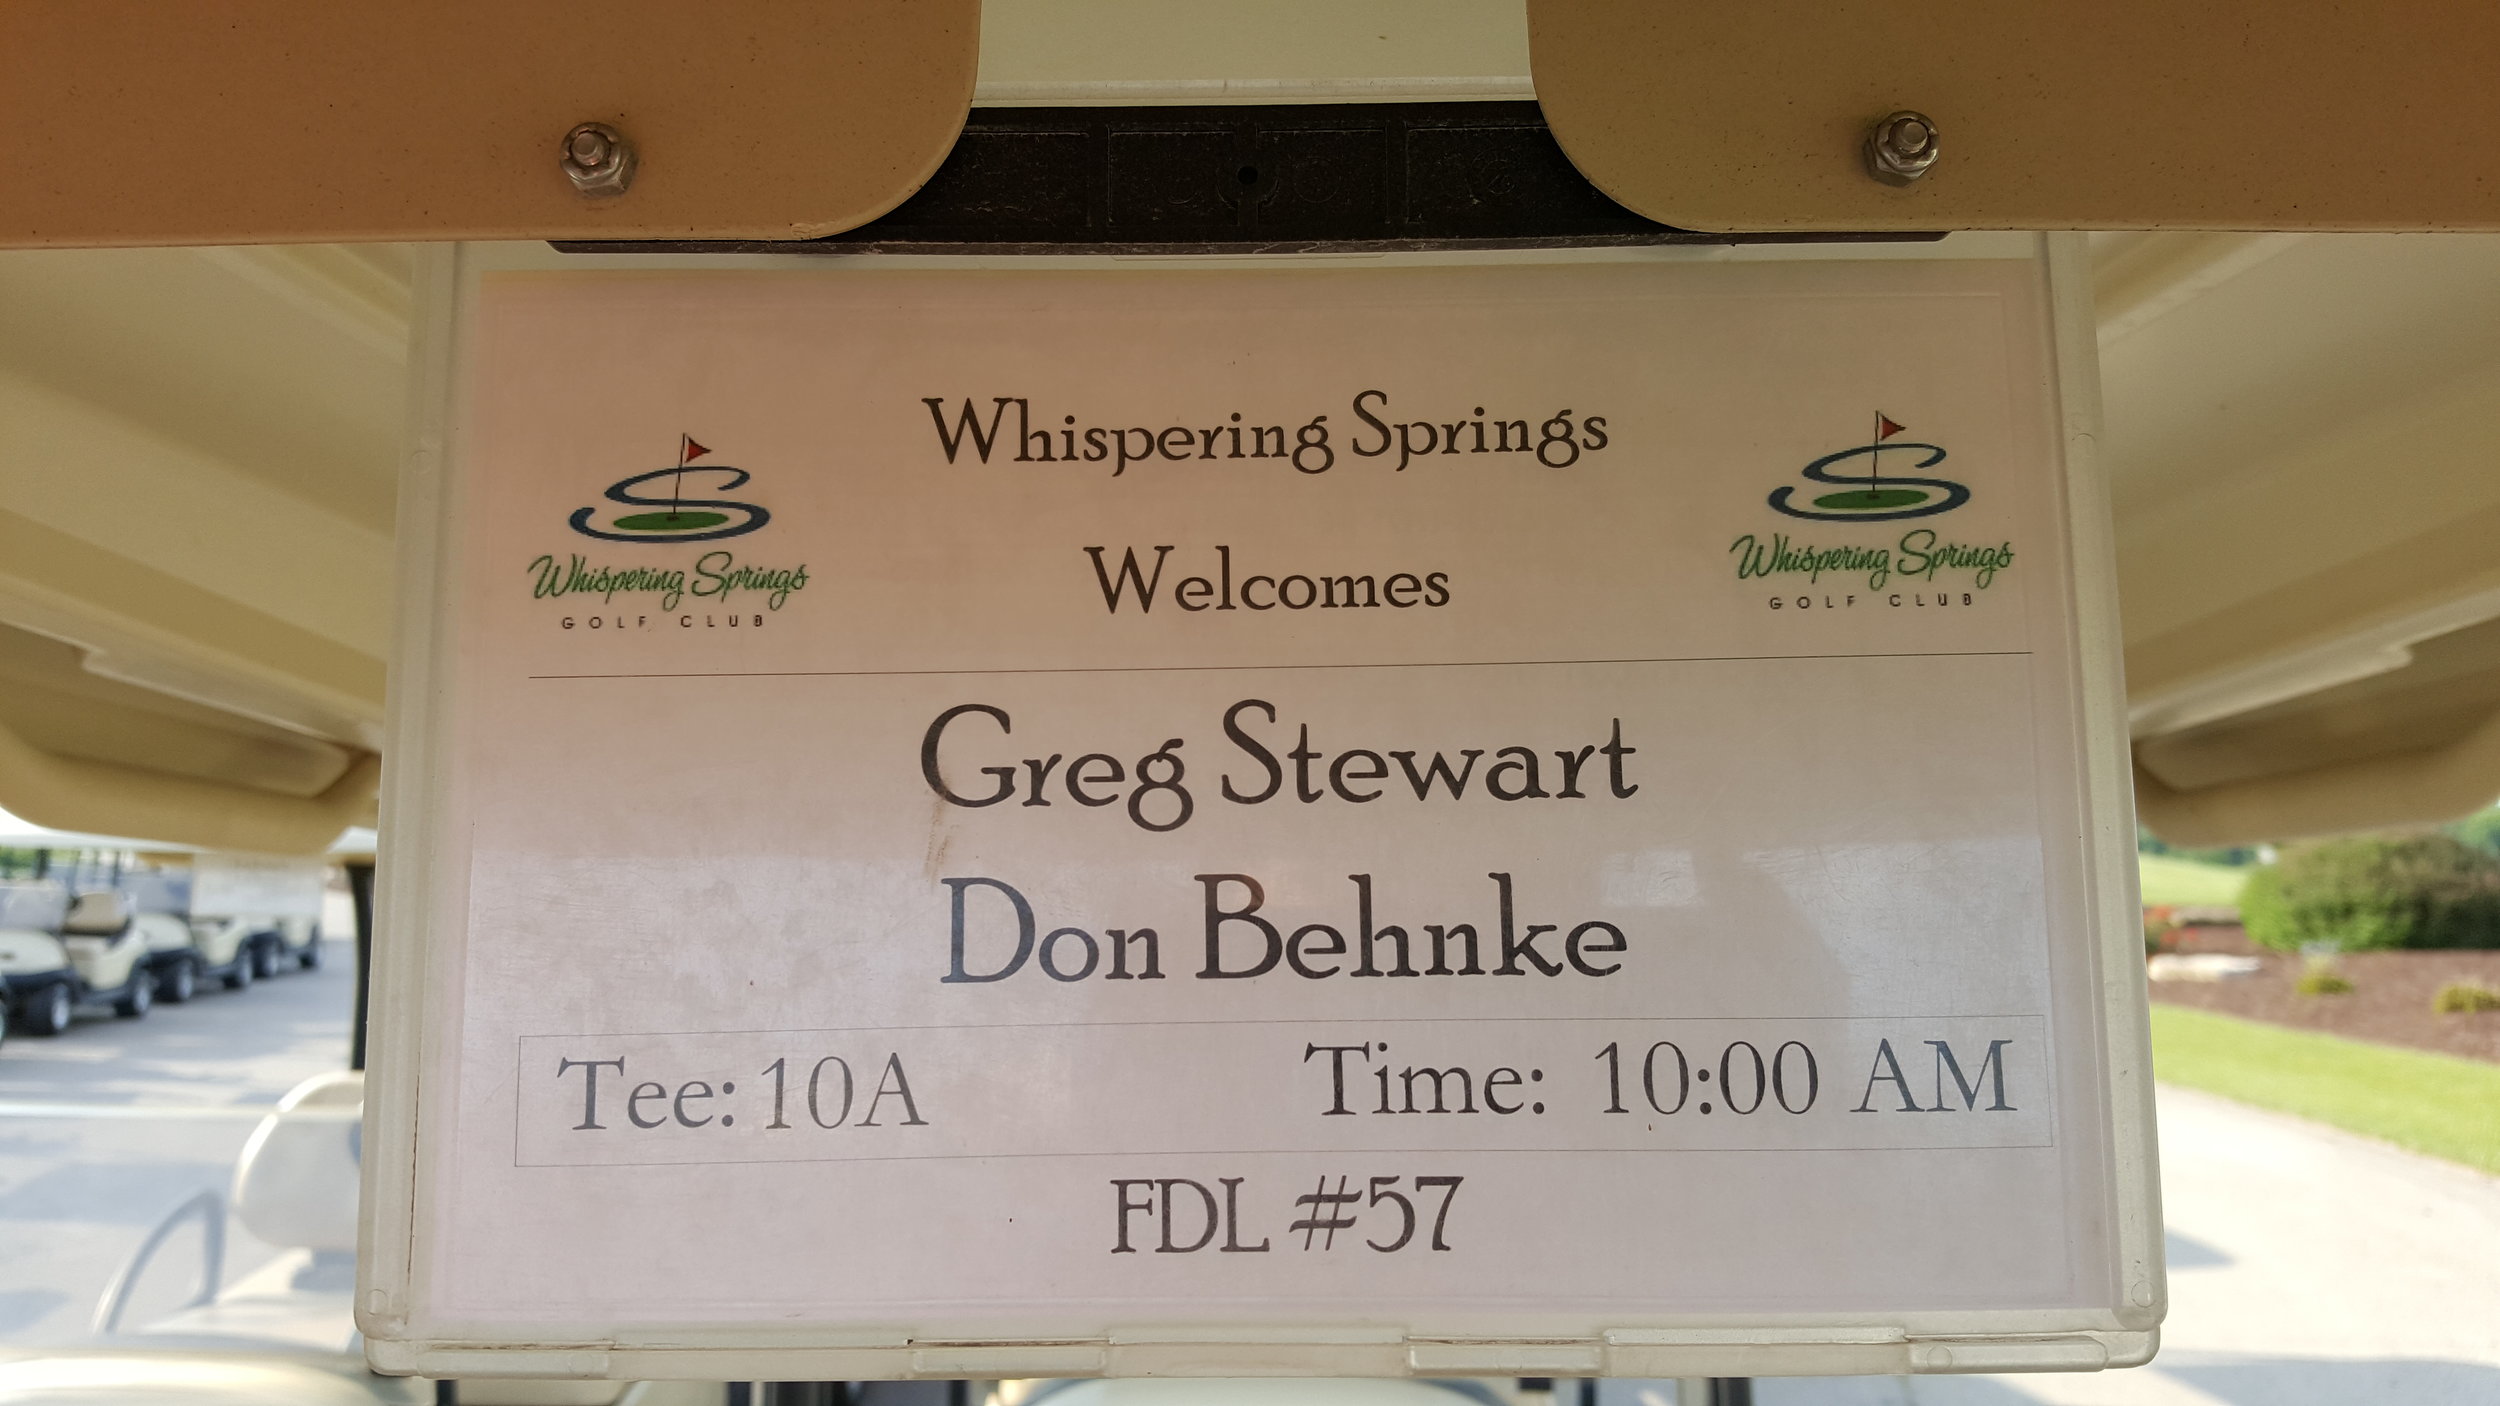 Whispering Springs
Welcomes
Whispering Springs
GOLF CLUB
Whispering Springs
GOLF CLUB
Greg Stewart
Don Behnke
Tee: 10A Time: 10:00 AM
FDL #57